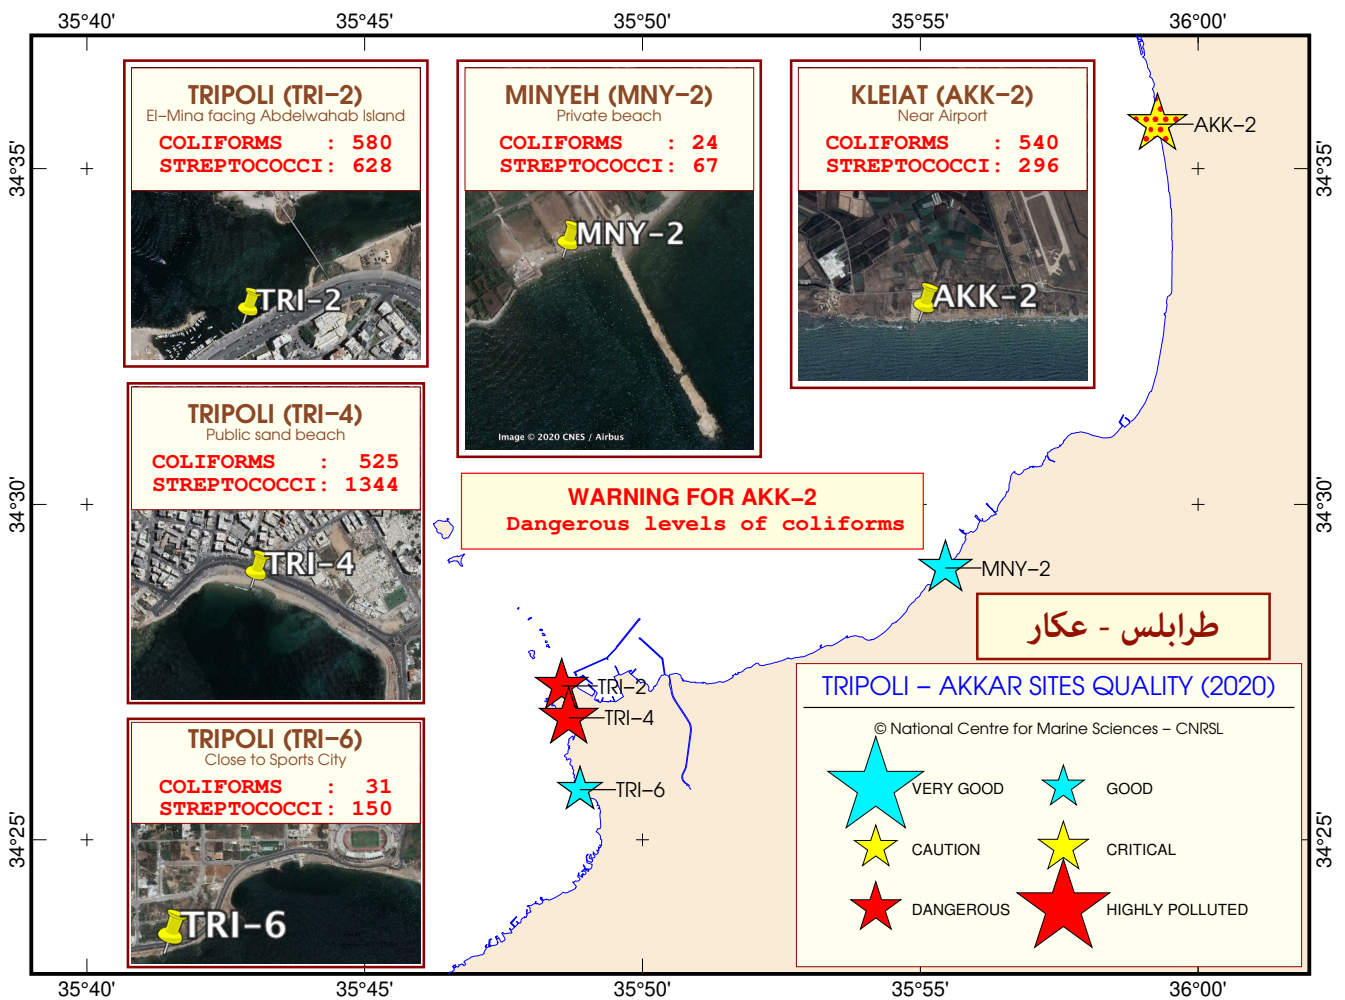 35°40' 35°45' 35°50' 35°55' 36°00'
TRIPOLI (TRI–2)
El–Mina facing Abdelwahab Island
COLIFORMS : 580
STREPTOCOCCI: 628
TRI-2
MINYEH (MNY–2)
Private beach
COLIFORMS : 24
STREPTOCOCCI: 67
MNY-2
Image © 2020 CNES / Airbus
KLEIAT (AKK–2)
Near Airport
COLIFORMS : 540
STREPTOCOCCI: 296
AKK-2
AKK–2
34°35' 34°35'
TRIPOLI (TRI–4)
Public sand beach
COLIFORMS : 525
STREPTOCOCCI: 1344
TRI-4
WARNING FOR AKK–2
Dangerous levels of coliforms
34°30' 34°30'
MNY–2
طرابلس - عكار
TRI–2
TRI–4
TRI–6
TRIPOLI (TRI–6)
Close to Sports City
COLIFORMS : 31
STREPTOCOCCI: 150
TRI-6
TRIPOLI – AKKAR SITES QUALITY (2020)
© National Centre for Marine Sciences – CNRSL
VERY GOOD GOOD
CAUTION CRITICAL
DANGEROUS HIGHLY POLLUTED
34°25' 34°25'
35°40' 35°45' 35°50' 35°55' 36°00'